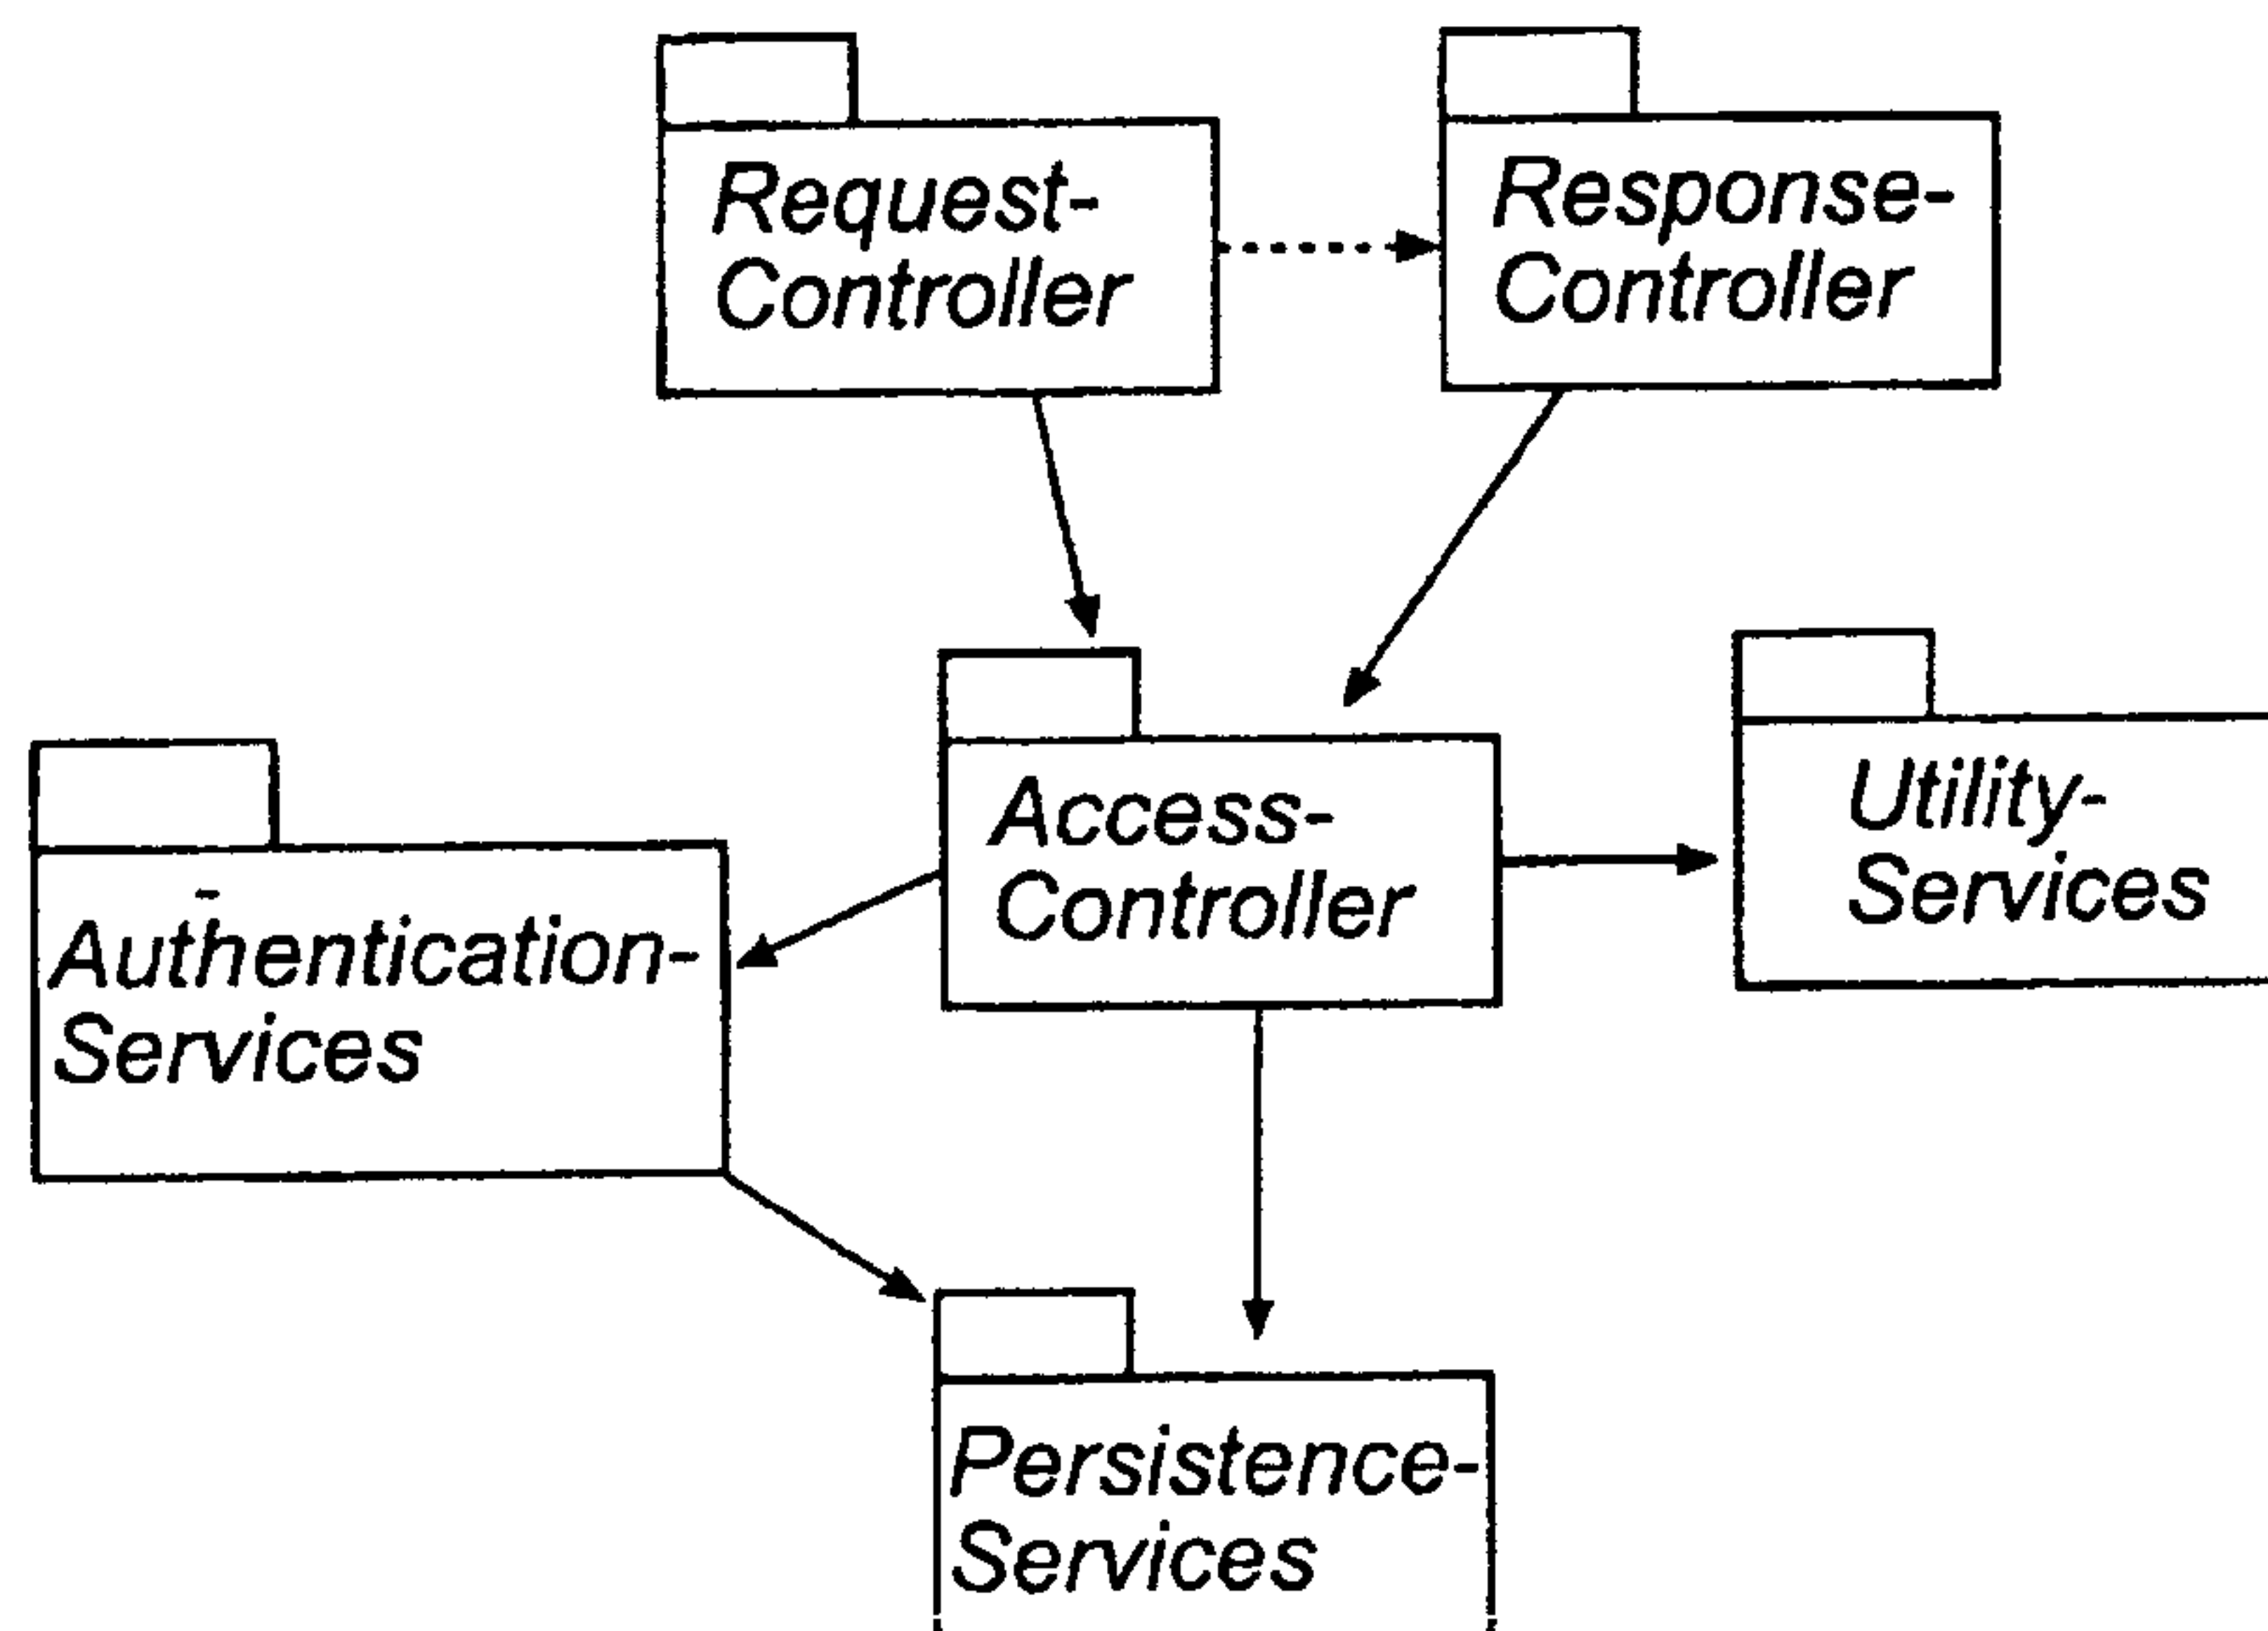 Request-
Controller
Response-
Controller
Access-
Controller
Utility-
Services
Authentication-
Services
Persistence-
Services